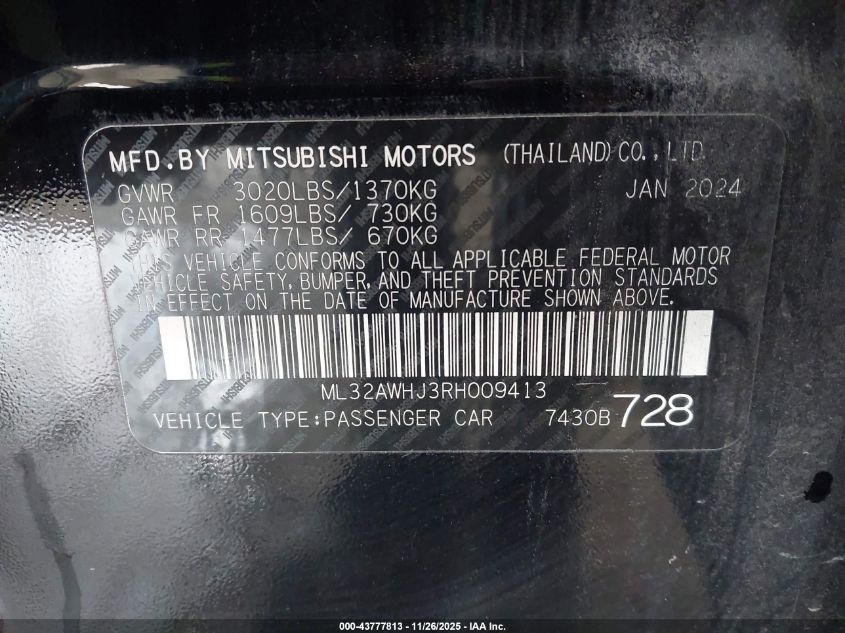 MFD.BY MITSUBISHI MOTORS (THAILAND) CO., LTD.
GVWR 3020LBS/1370KG JAN 2024
GAWR FR 1609LBS/ 730KG
GAWR RR 1477LBS/ 670KG
THIS VEHICLE CONFORMS TO ALL APPLICABLE FEDERAL MOTOR
VEHICLE SAFETY, BUMPER, AND THEFT PREVENTION STANDARDS
IN EFFECT ON THE DATE OF MANUFACTURE SHOWN ABOVE.
ML32AWHJ3RH009413
VEHICLE TYPE:PASSENGER CAR 7430B 728
000-43777813 - 11/26/2025 - IAA Inc.